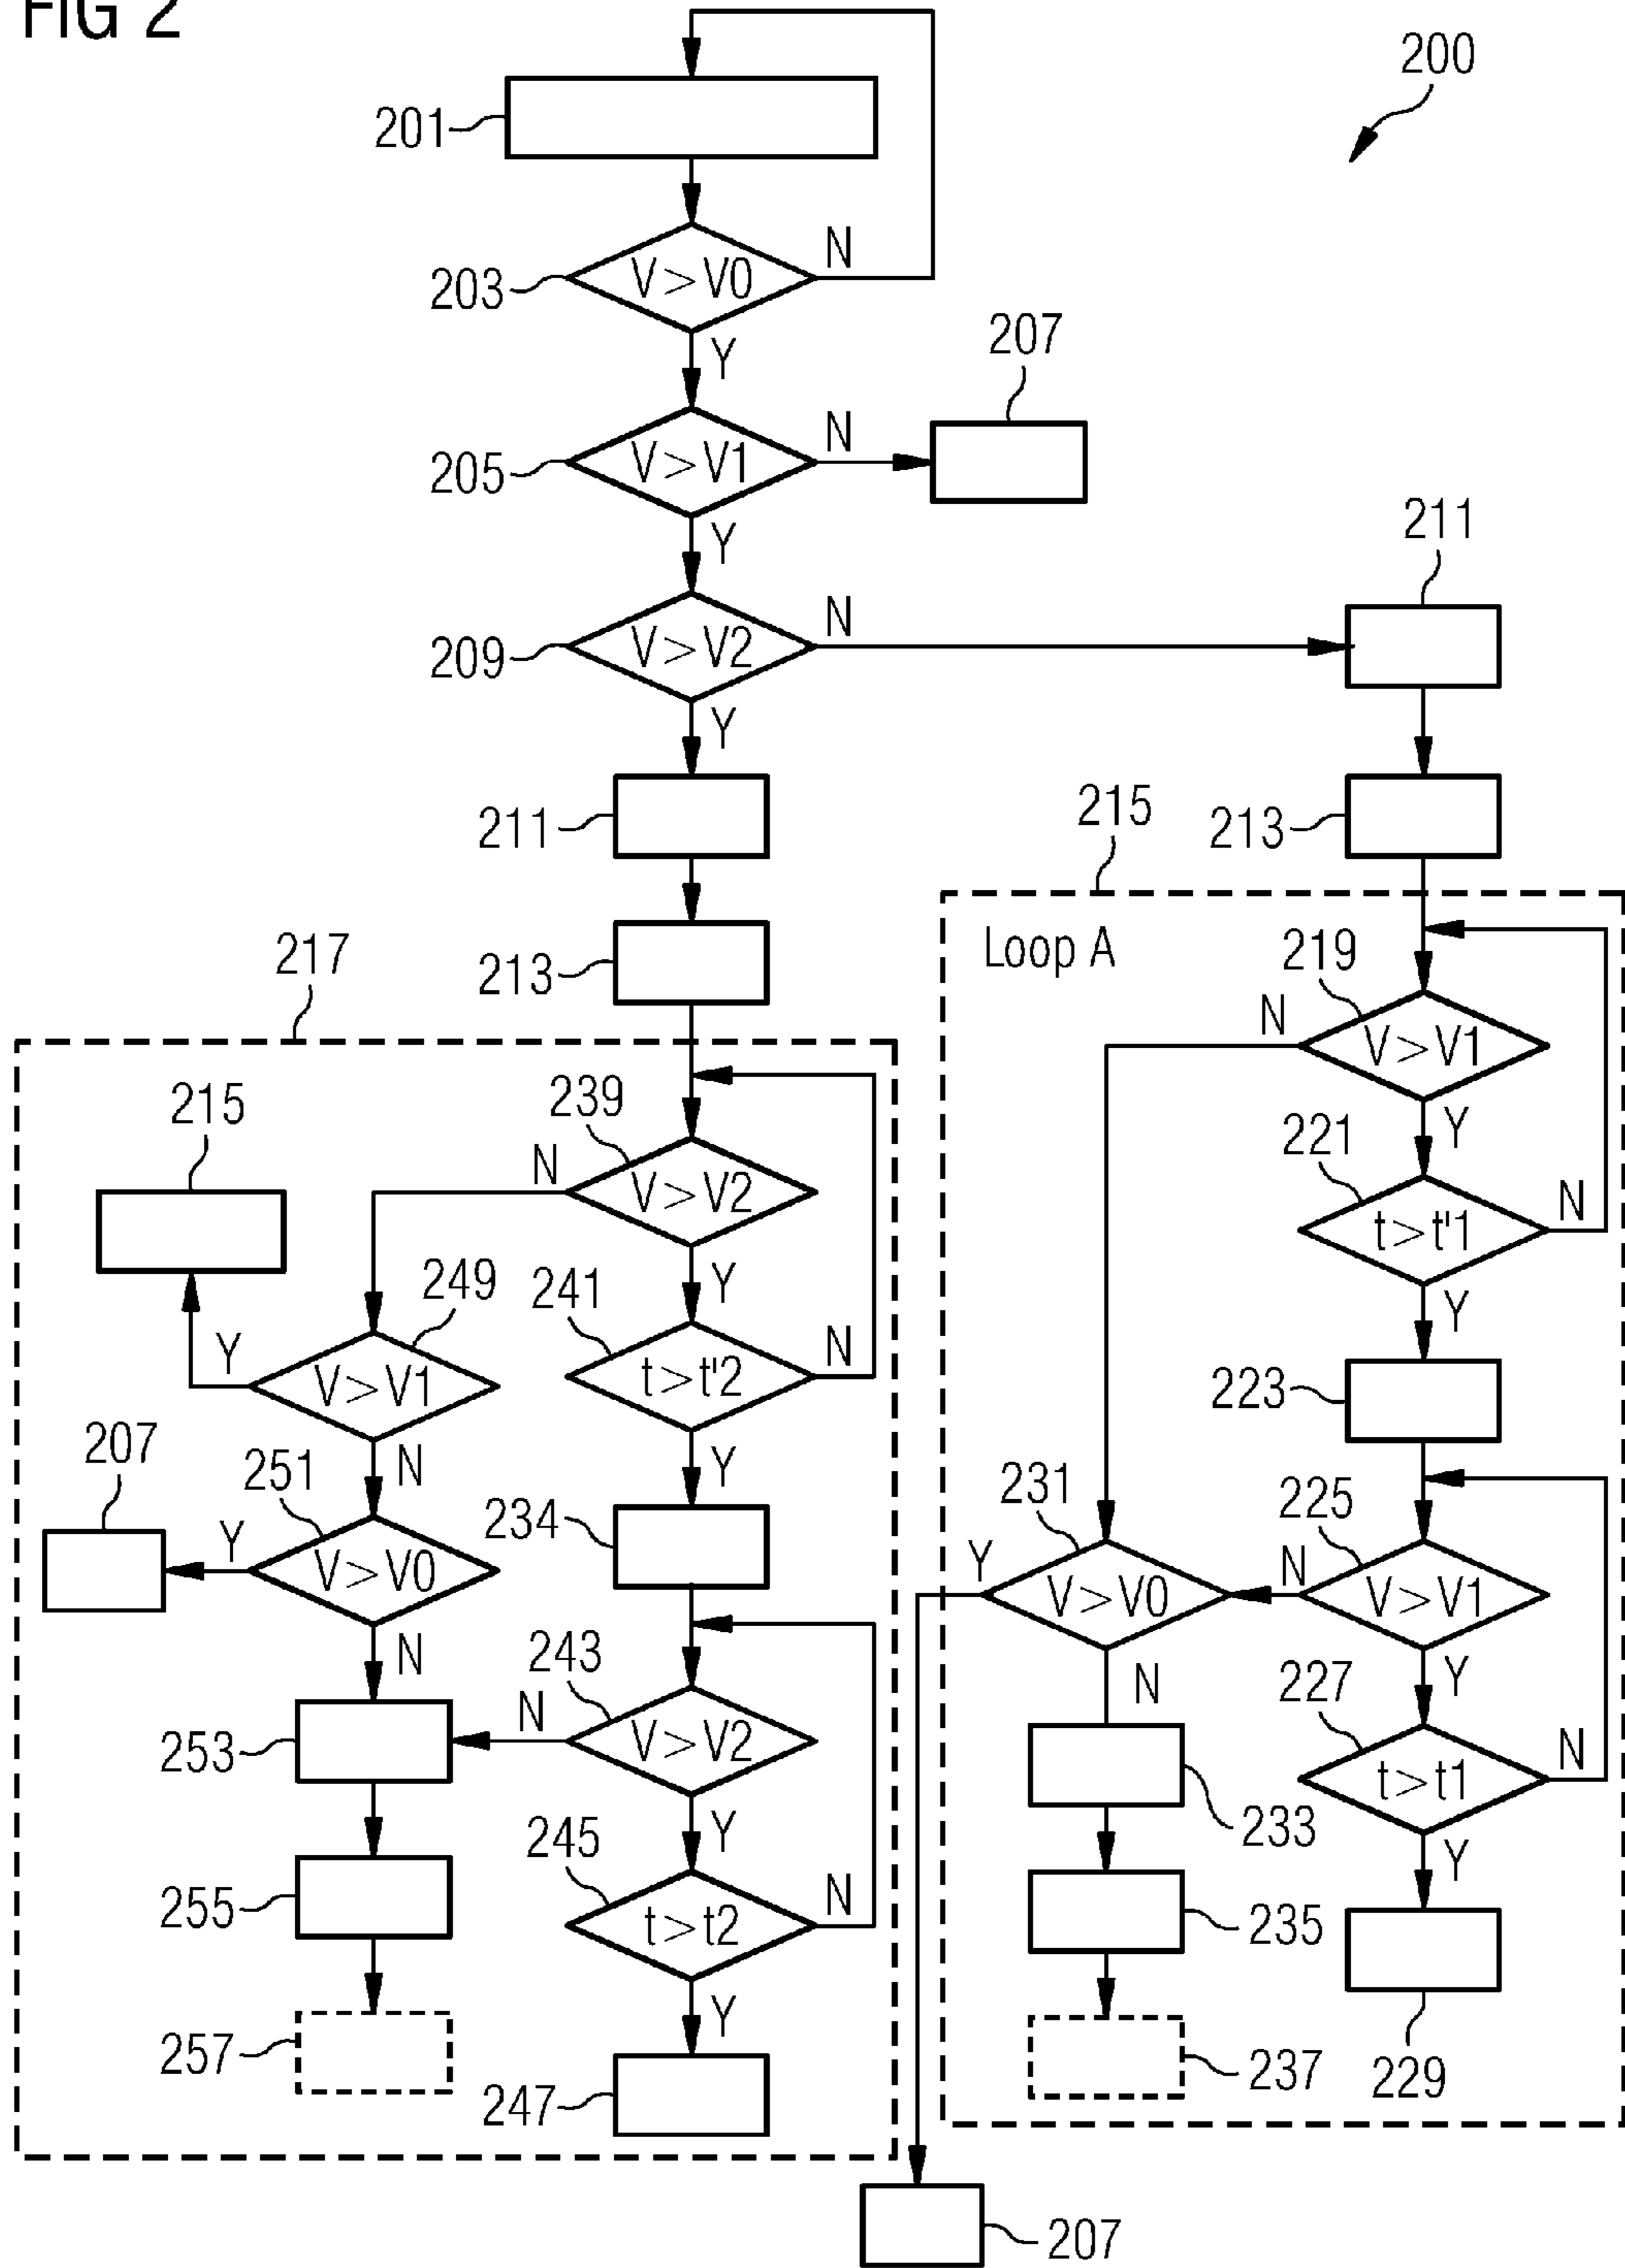 FIG 2
200
201
203
V > V0
N
Y
207
205
V > V1
N
Y
211
209
V > V2
N
Y
211
213
215
213
217
Loop A
219
N
V > V1
Y
221
t > t'1
N
Y
223
225
N
V > V1
Y
227
t > t1
N
Y
229
231
Y
V > V0
N
233
235
237
207
215
239
N
V > V2
Y
241
t > t'2
N
Y
234
243
N
V > V2
Y
245
t > t2
N
Y
247
249
Y
V > V1
N
207
251
Y
V > V0
N
253
255
257